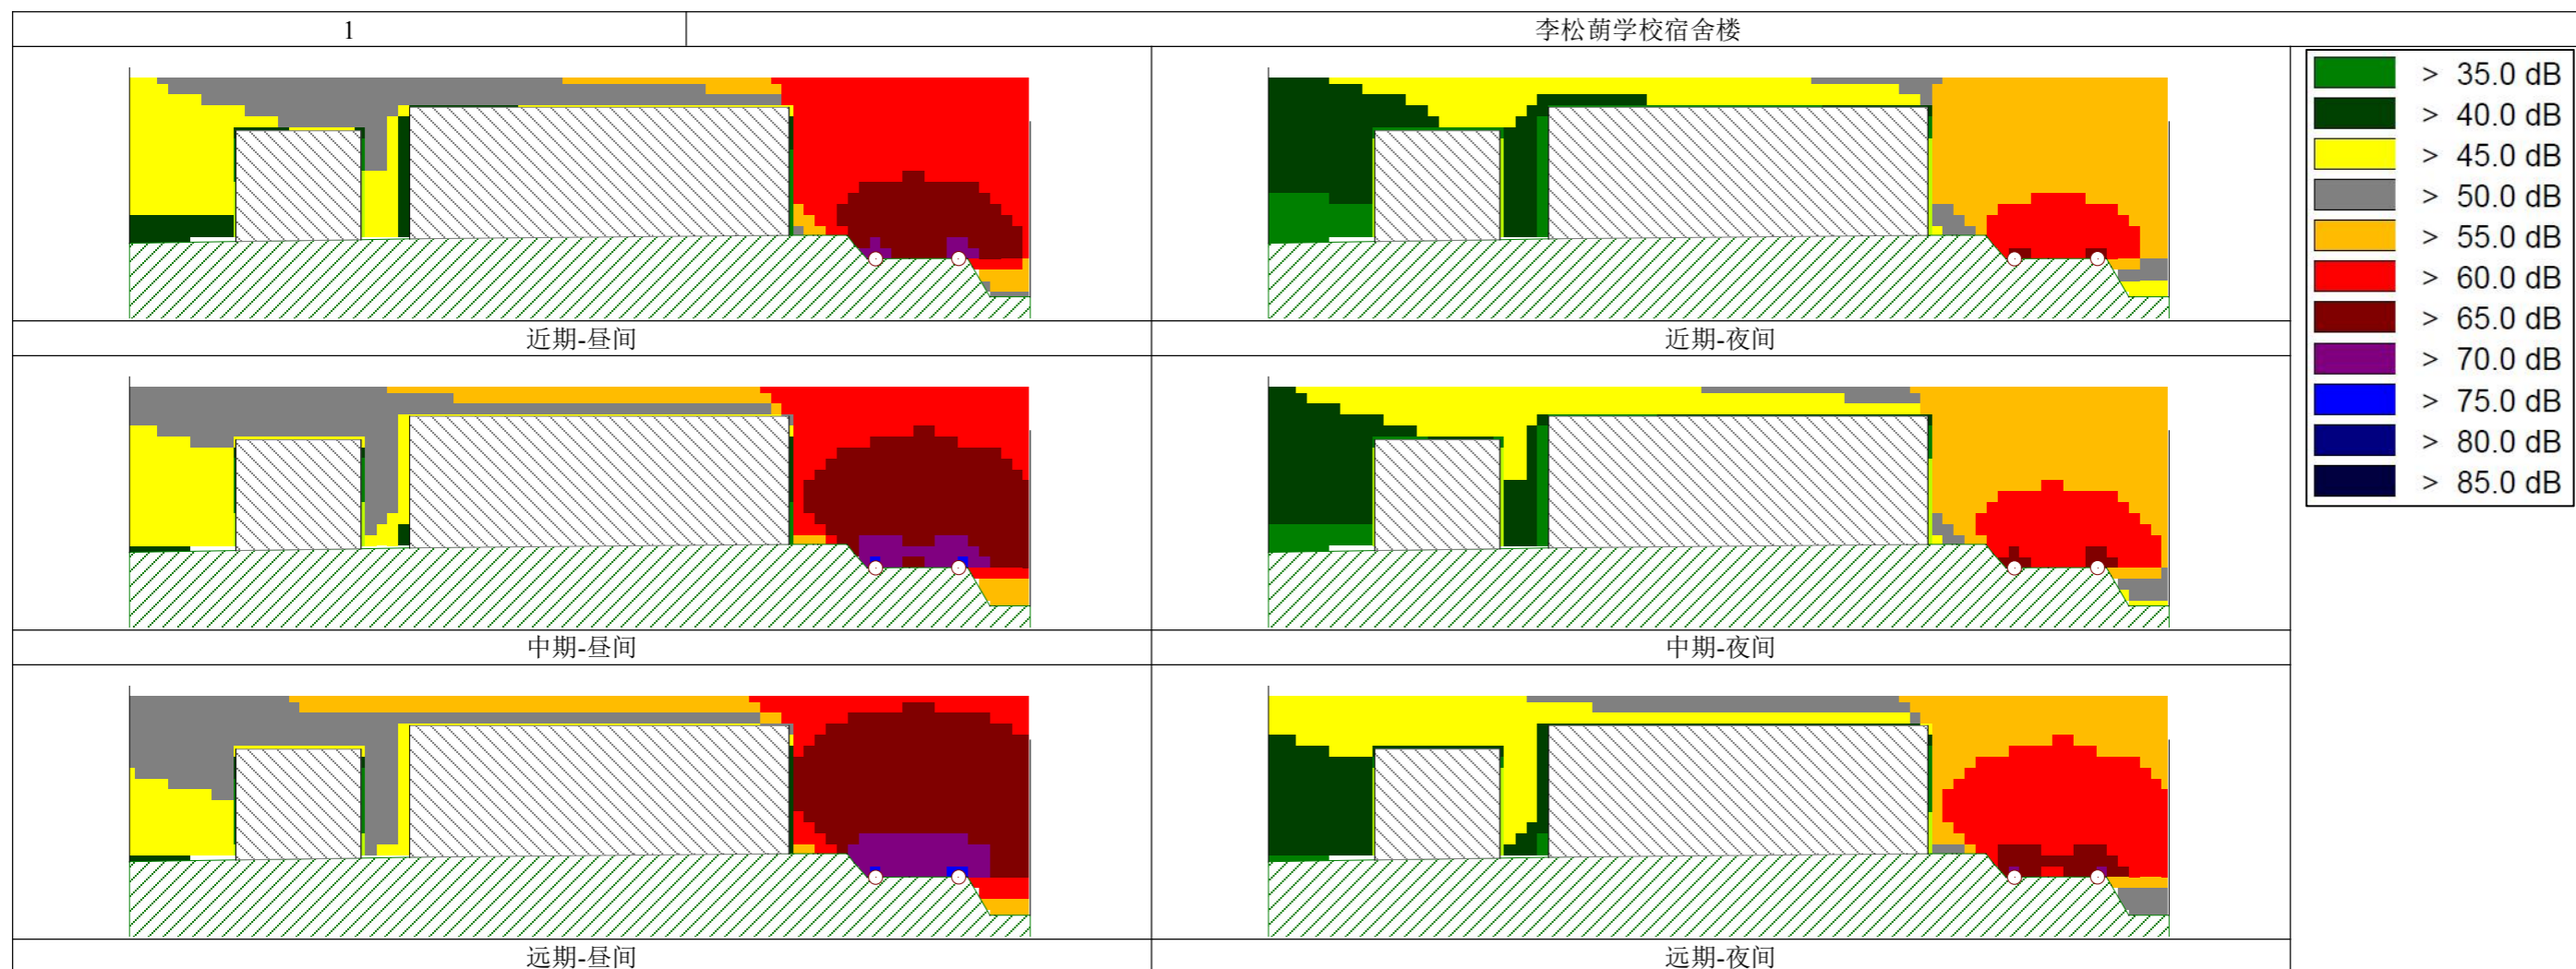 1
李松蓢学校宿舍楼
> 35.0 dB
> 40.0 dB
> 45.0 dB
> 50.0 dB
> 55.0 dB
> 60.0 dB
> 65.0 dB
> 70.0 dB
> 75.0 dB
> 80.0 dB
> 85.0 dB
近期-昼间
近期-夜间
中期-昼间
中期-夜间
远期-昼间
远期-夜间